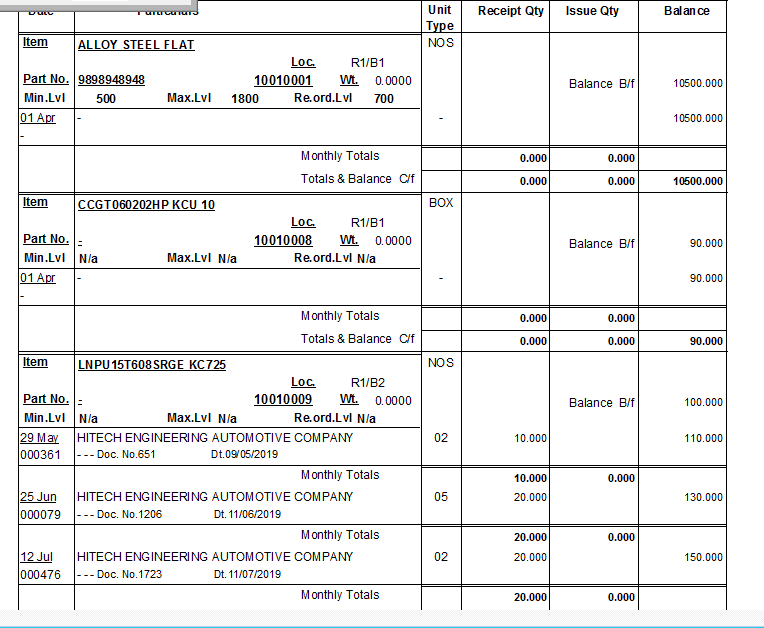 Date Particulars Unit Type Receipt Qty Issue Qty Balance
Item ALLOY STEEL FLAT NOS
Loc. R1/B1
Part No. 9898948948 10010001 Wt. 0.0000 Balance B/f 10500.000
Min.Lvl 500 Max.Lvl 1800 Re.ord.Lvl 700
01 Apr - - 10500.000
-
Monthly Totals 0.000 0.000
Totals & Balance C/f 0.000 0.000 10500.000
Item CCGT060202HP KCU 10 BOX
Loc. R1/B1
Part No. - 10010008 Wt. 0.0000 Balance B/f 90.000
Min.Lvl N/a Max.Lvl N/a Re.ord.Lvl N/a
01 Apr - - 90.000
-
Monthly Totals 0.000 0.000
Totals & Balance C/f 0.000 0.000 90.000
Item LNPU15T608SRGE KC725 NOS
Loc. R1/B2
Part No. - 10010009 Wt. 0.0000 Balance B/f 100.000
Min.Lvl N/a Max.Lvl N/a Re.ord.Lvl N/a
29 May HITECH ENGINEERING AUTOMOTIVE COMPANY 02 10.000 110.000
000361 - - - Doc. No.651 Dt.09/05/2019
Monthly Totals 10.000 0.000
25 Jun HITECH ENGINEERING AUTOMOTIVE COMPANY 05 20.000 130.000
000079 - - - Doc. No.1206 Dt.11/06/2019
Monthly Totals 20.000 0.000
12 Jul HITECH ENGINEERING AUTOMOTIVE COMPANY 02 20.000 150.000
000476 - - - Doc. No.1723 Dt.11/07/2019
Monthly Totals 20.000 0.000